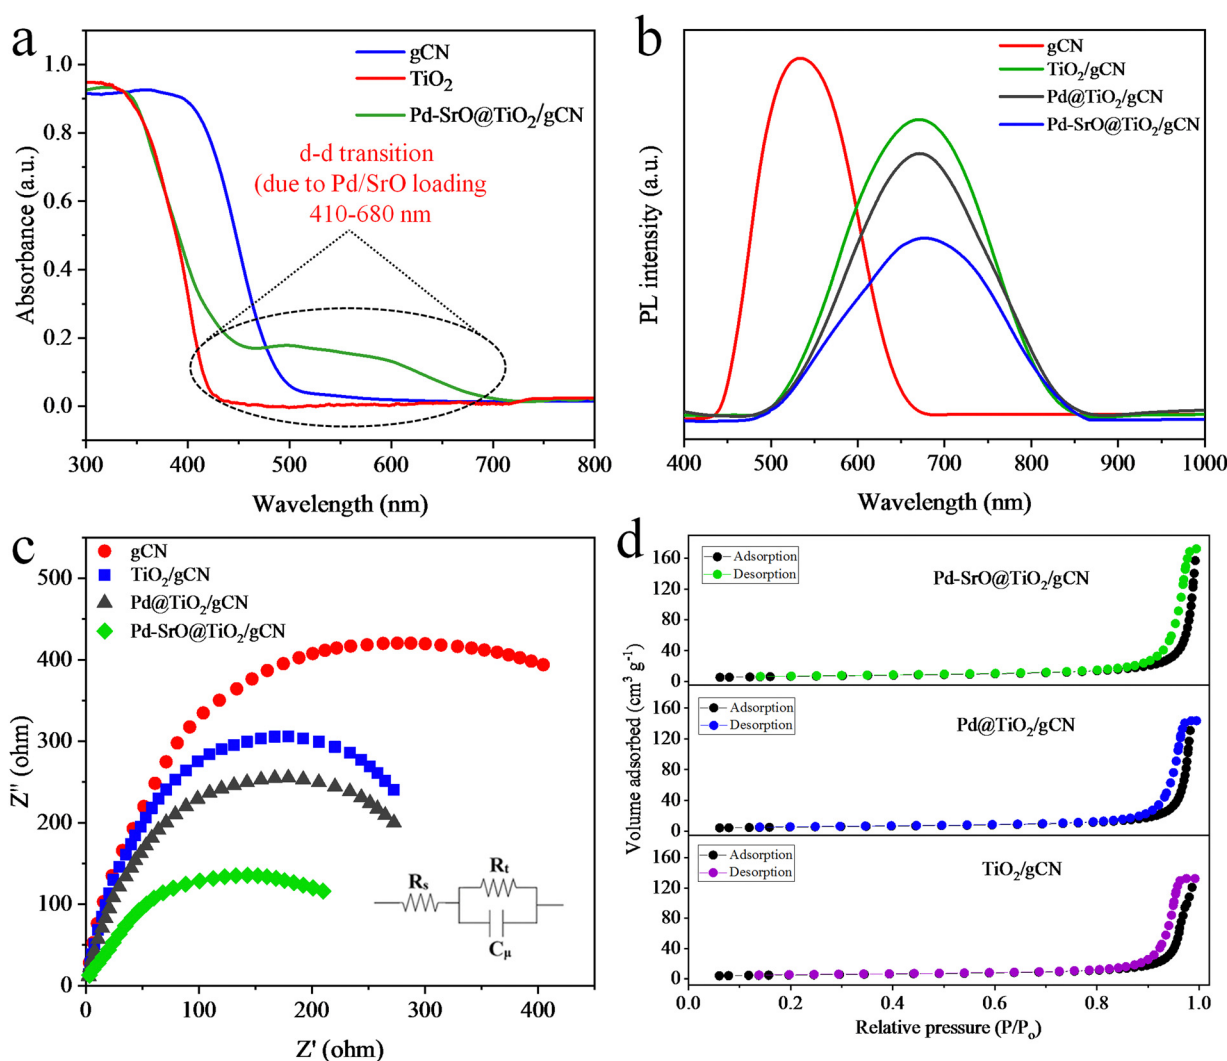 a
gCN
TiO₂
Pd-SrO@TiO₂/gCN
d-d transition
(due to Pd/SrO loading
410-680 nm
1.0
0.8
0.6
0.4
0.2
0.0
Absorbance (a.u.)
300 400 500 600 700 800
Wavelength (nm)
b
gCN
TiO₂/gCN
Pd@TiO₂/gCN
Pd-SrO@TiO₂/gCN
PL intensity (a.u.)
400 500 600 700 800 900 1000
Wavelength (nm)
c
gCN
TiO₂/gCN
Pd@TiO₂/gCN
Pd-SrO@TiO₂/gCN
500
400
300
200
100
0
Z'' (ohm)
Rₛ
Rₜ
C_μ
0 100 200 300 400
Z' (ohm)
d
Adsorption
Desorption
Pd-SrO@TiO₂/gCN
160
120
80
40
0
Adsorption
Desorption
Pd@TiO₂/gCN
160
120
80
40
0
Adsorption
Desorption
TiO₂/gCN
160
120
80
40
0
Volume adsorbed (cm³ g⁻¹)
0.0 0.2 0.4 0.6 0.8 1.0
Relative pressure (P/Pₒ)